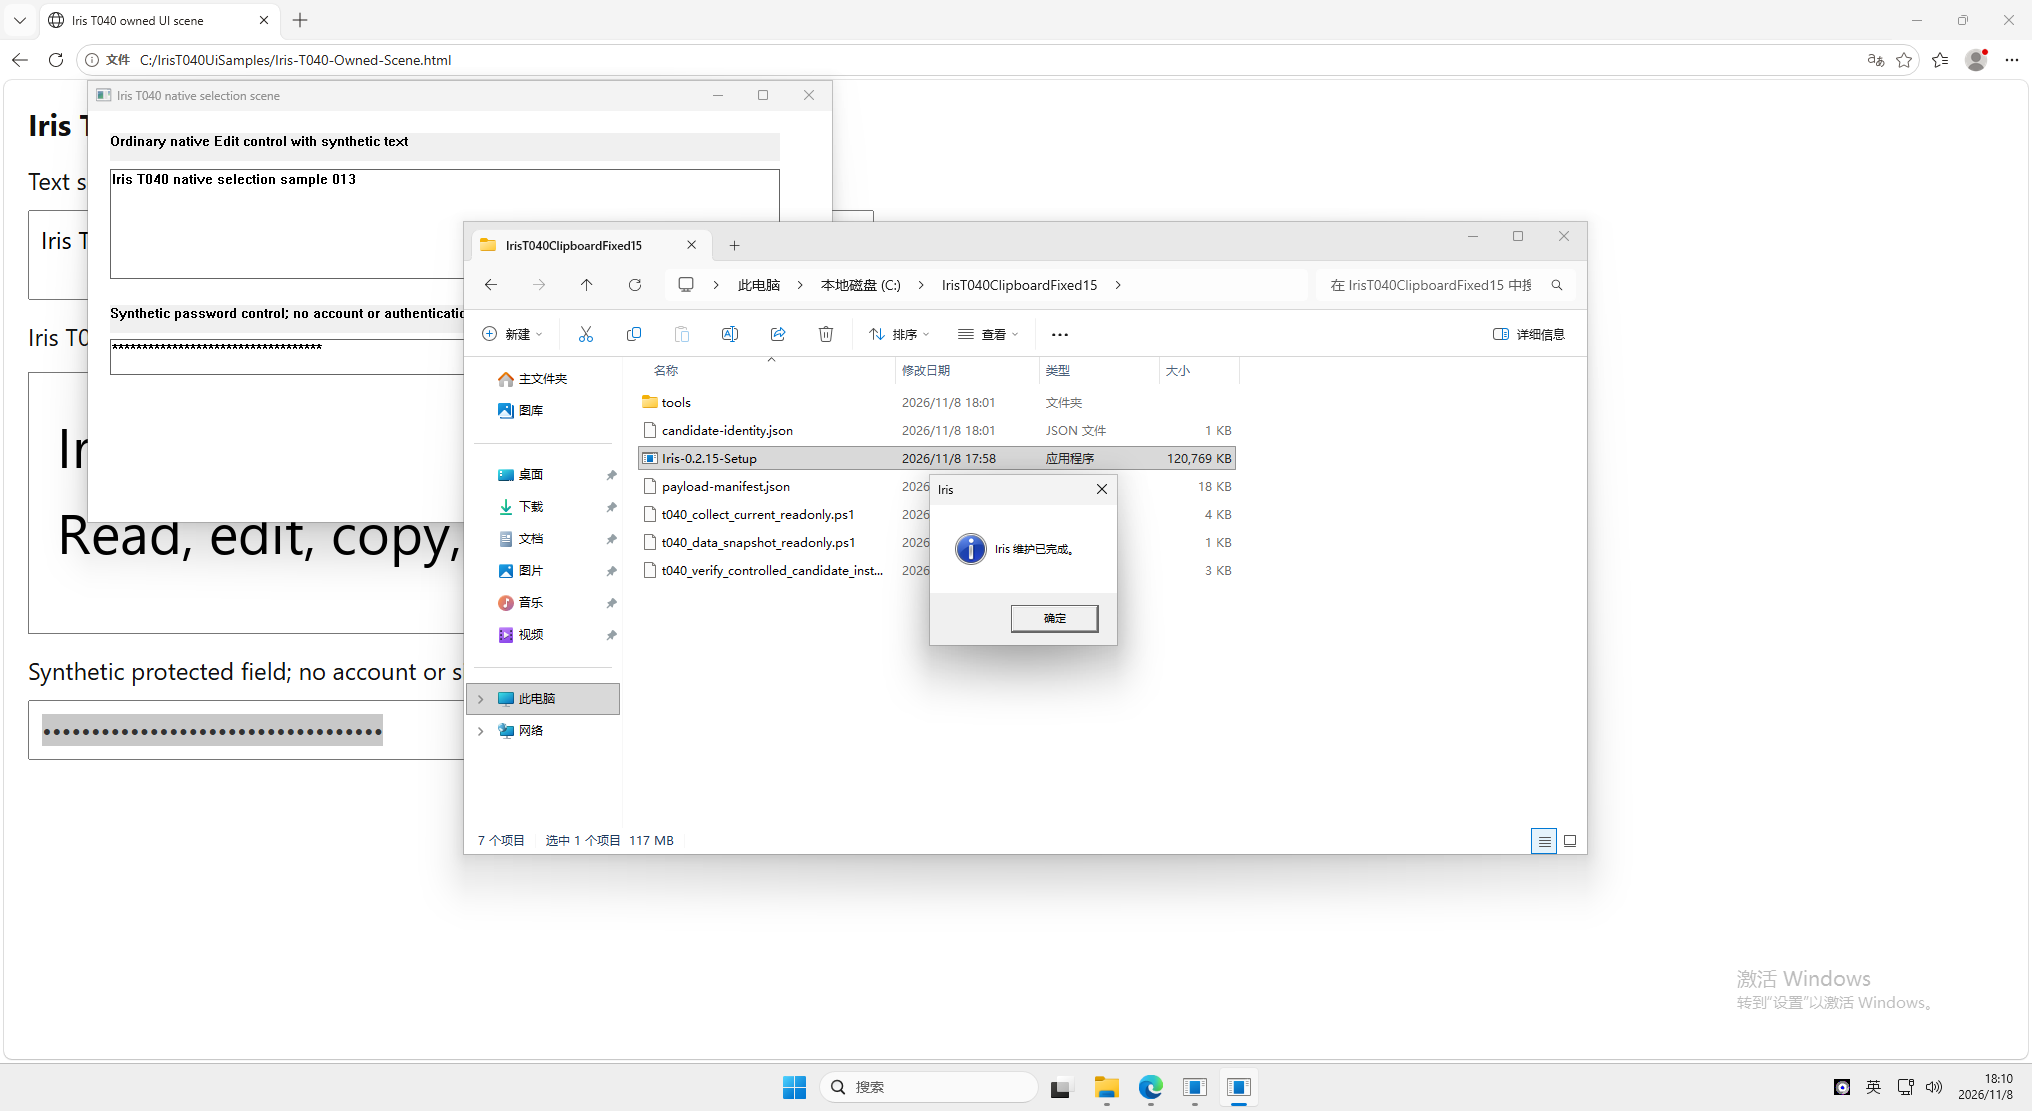 Iris T040 owned UI scene
文件 C:/IrisT040UiSamples/Iris-T040-Owned-Scene.html
Iris T040 native selection scene
Iris
Ordinary native Edit control with synthetic text
Text s
Iris T040 native selection sample 013
Iris T
IrisT040ClipboardFixed15
此电脑 本地磁盘 (C:) IrisT040ClipboardFixed15
在 IrisT040ClipboardFixed15 中搜
Synthetic password control; no account or authenticatic
Iris T0
**********************************
新建 排序 查看 详细信息
名称 修改日期 类型 大小
主文件夹
图库
桌面
下载
文档
图片
音乐
视频
此电脑
网络
tools 2026/11/8 18:01 文件夹
candidate-identity.json 2026/11/8 18:01 JSON 文件 1 KB
Iris-0.2.15-Setup 2026/11/8 17:58 应用程序 120,769 KB
payload-manifest.json 2026 18 KB
t040_collect_current_readonly.ps1 2026 4 KB
t040_data_snapshot_readonly.ps1 2026 1 KB
t040_verify_controlled_candidate_inst... 2026 3 KB
Iris
Iris 维护已完成。
确定
Read, edit, copy,
Synthetic protected field; no account or s
••••••••••••••••••••••••••••••••••
7 个项目 选中 1 个项目 117 MB
激活 Windows
转到"设置"以激活 Windows。
搜索
英
18:10
2026/11/8